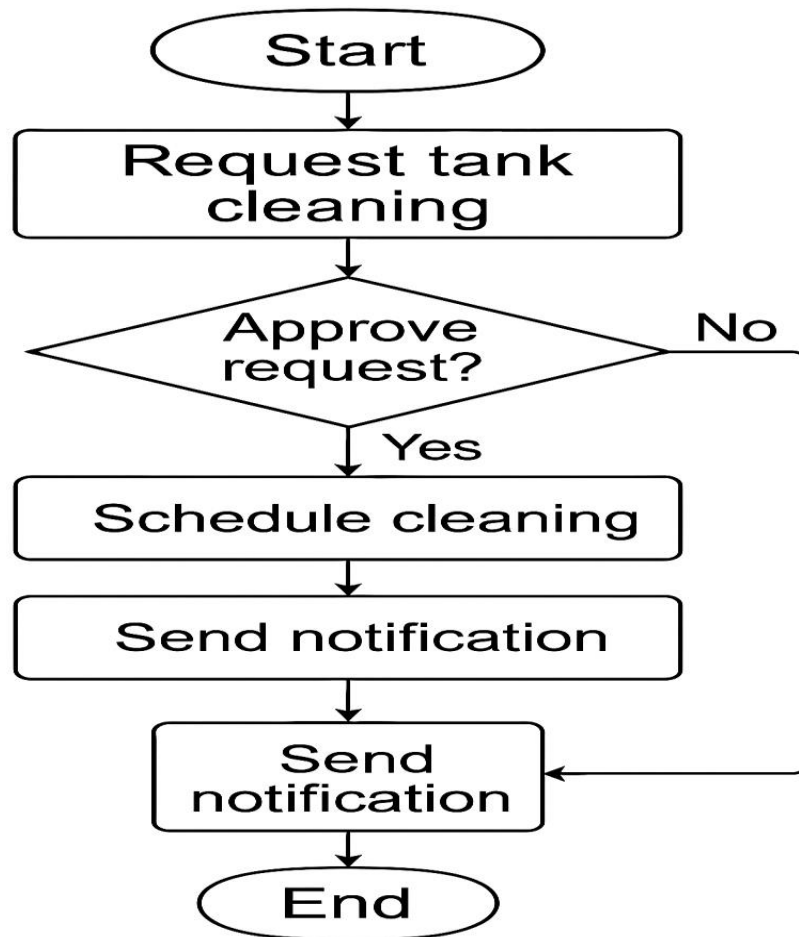 Start
Request tank
cleaning
Approve
request?
No
Yes
Schedule cleaning
Send notification
Send
notification
End